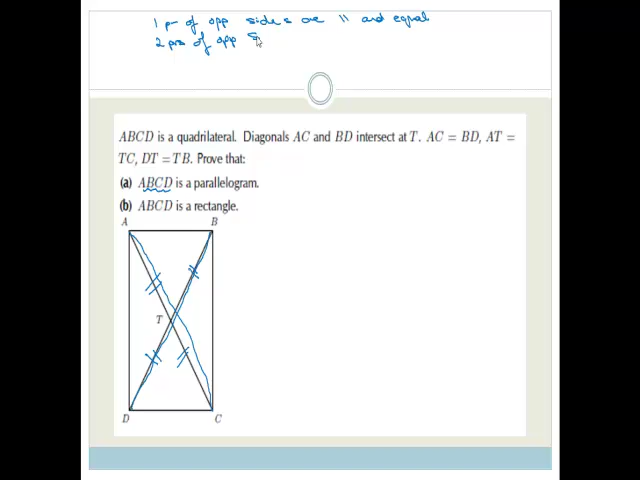 1 pr of opp sides are || and equal
2 prs of opp s
ABCD is a quadrilateral. Diagonals AC and BD intersect at T. AC = BD, AT =
TC, DT = TB. Prove that:
(a) ABCD is a parallelogram.
(b) ABCD is a rectangle.
A B
T
D C